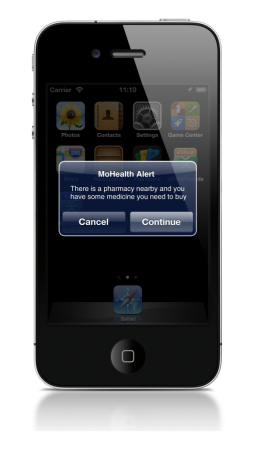 Carrier
11:10
Photos
Contacts
Settings
Game Center
MoHealth Alert
There is a pharmacy nearby and you
have some medicine you need to buy
Cancel
Continue
Safari